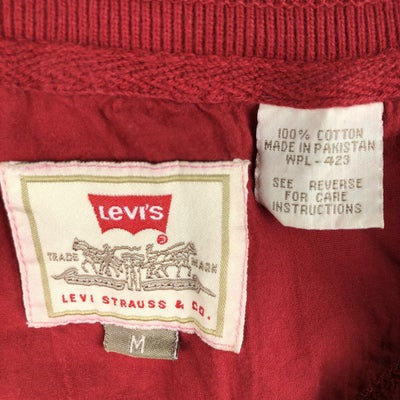 LEVI'S
®
TRADE MARK
LEVI STRAUSS & CO.
M
100% COTTON
MADE IN PAKISTAN
WPL-423
SEE REVERSE
FOR CARE
INSTRUCTIONS